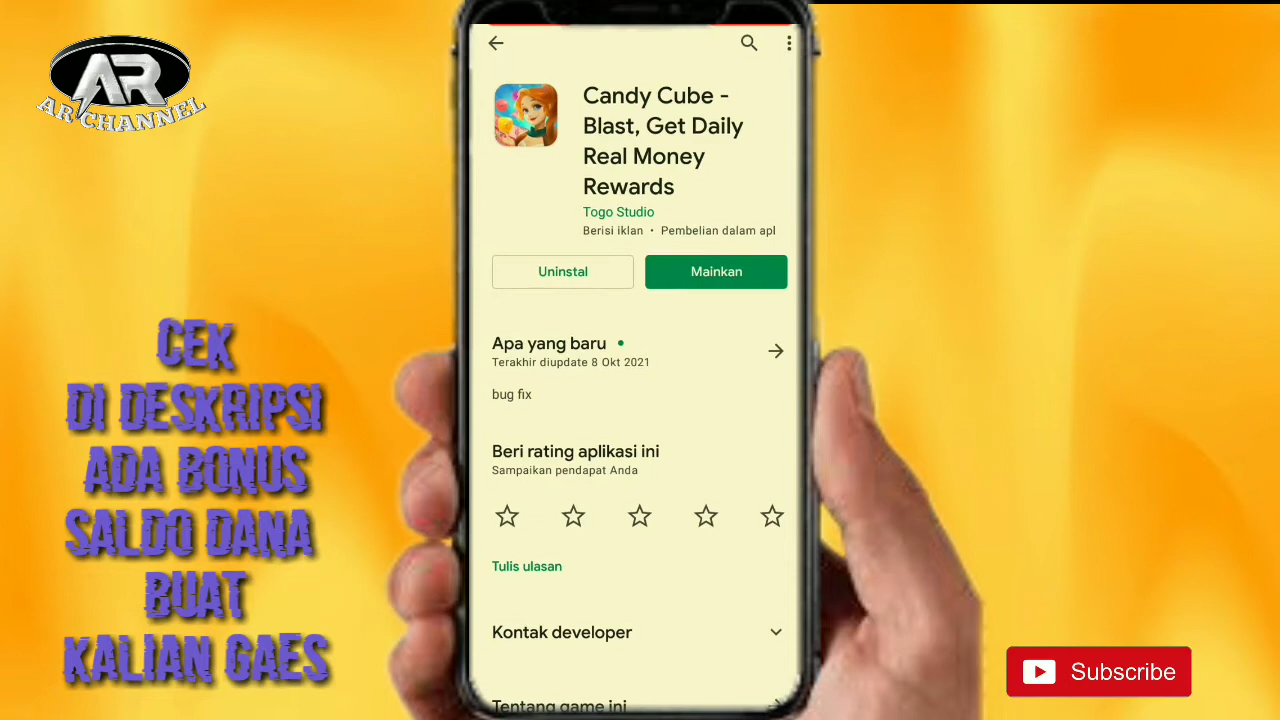 AR
AR CHANNEL
CEK
DI DESKRIPSI
ADA BONUS
SALDO DANA
BUAT
KALIAN GAES
Candy Cube -
Blast, Get Daily
Real Money
Rewards
Togo Studio
Berisi iklan • Pembelian dalam apl
Uninstal
Mainkan
Apa yang baru
Terakhir diupdate 8 Okt 2021
bug fix
Beri rating aplikasi ini
Sampaikan pendapat Anda
Tulis ulasan
Kontak developer
Tentang game ini
Subscribe